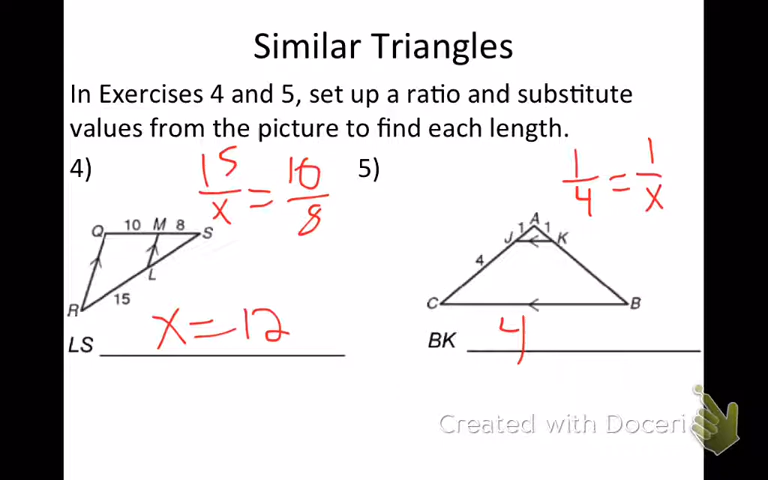 Similar Triangles
In Exercises 4 and 5, set up a ratio and substitute
values from the picture to find each length.
4)
15/x = 10/8
5)
1/4 = 1/x
Q 10 M 8 S
L
R 15
A
1 1
J K
4
C B
LS x = 12
BK 4
Created with Doceri